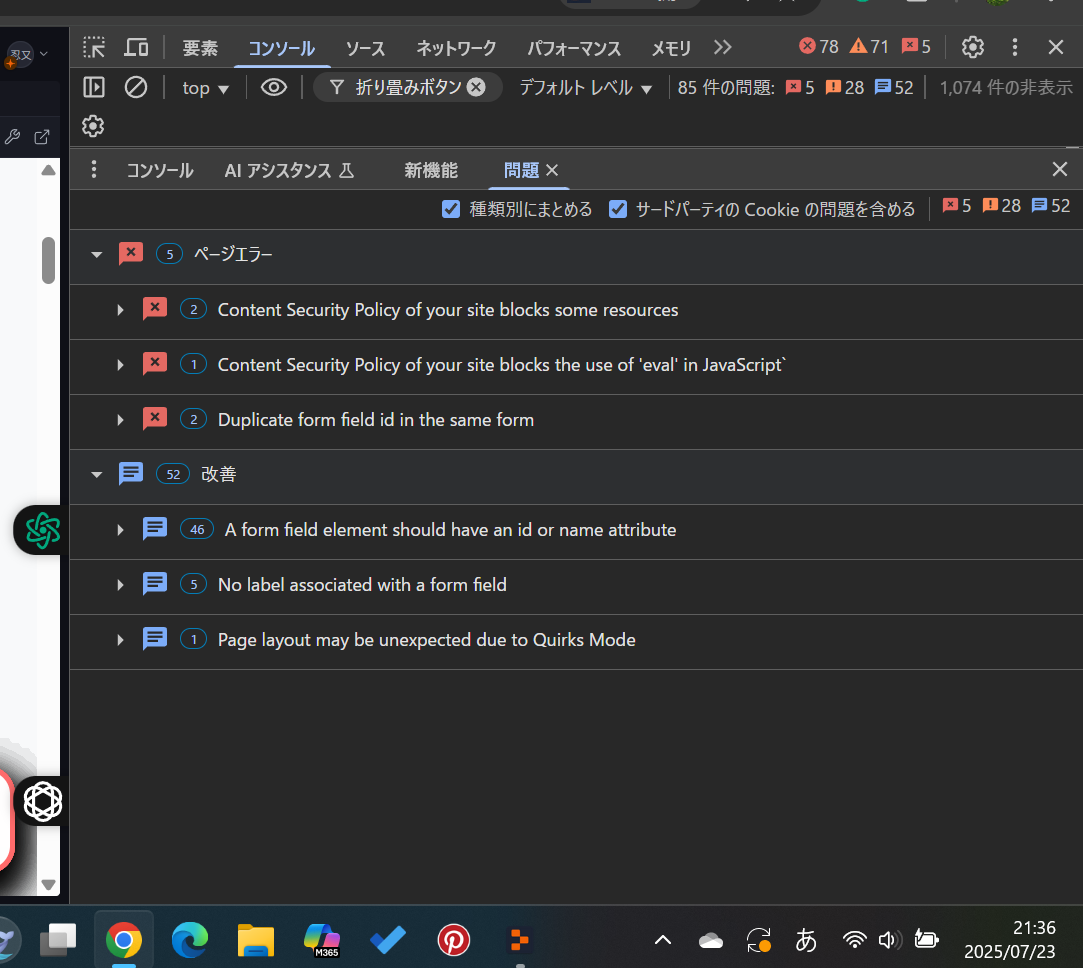 忍又
要素 コンソール ソース ネットワーク パフォーマンス メモリ 78 71 5
top デフォルト レベル 折り畳みボタン 85 件の問題: 5 28 52 1,074 件の非表示
コンソール AI アシスタンス 新機能 問題
種類別にまとめる サードパーティの Cookie の問題を含める 5 28 52
5 ページエラー
2 Content Security Policy of your site blocks some resources
1 Content Security Policy of your site blocks the use of 'eval' in JavaScript`
2 Duplicate form field id in the same form
52 改善
46 A form field element should have an id or name attribute
5 No label associated with a form field
1 Page layout may be unexpected due to Quirks Mode
M365
あ
21:36
2025/07/23